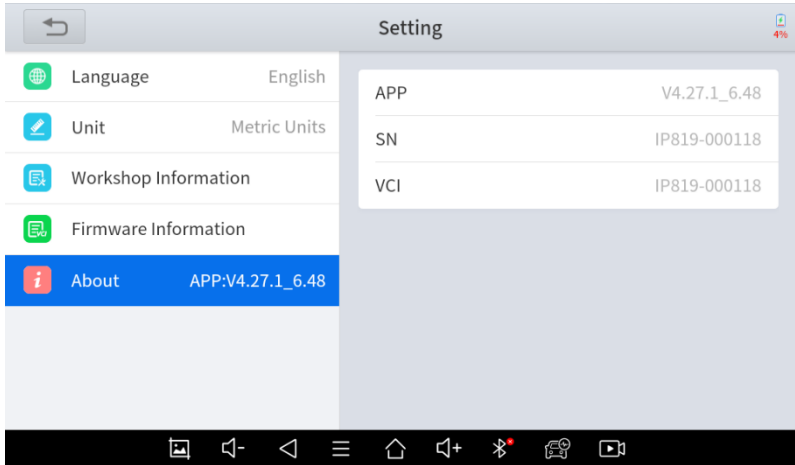 Setting
4%
Language English
Unit Metric Units
Workshop Information
Firmware Information
About APP:V4.27.1_6.48
APP V4.27.1_6.48
SN IP819-000118
VCI IP819-000118